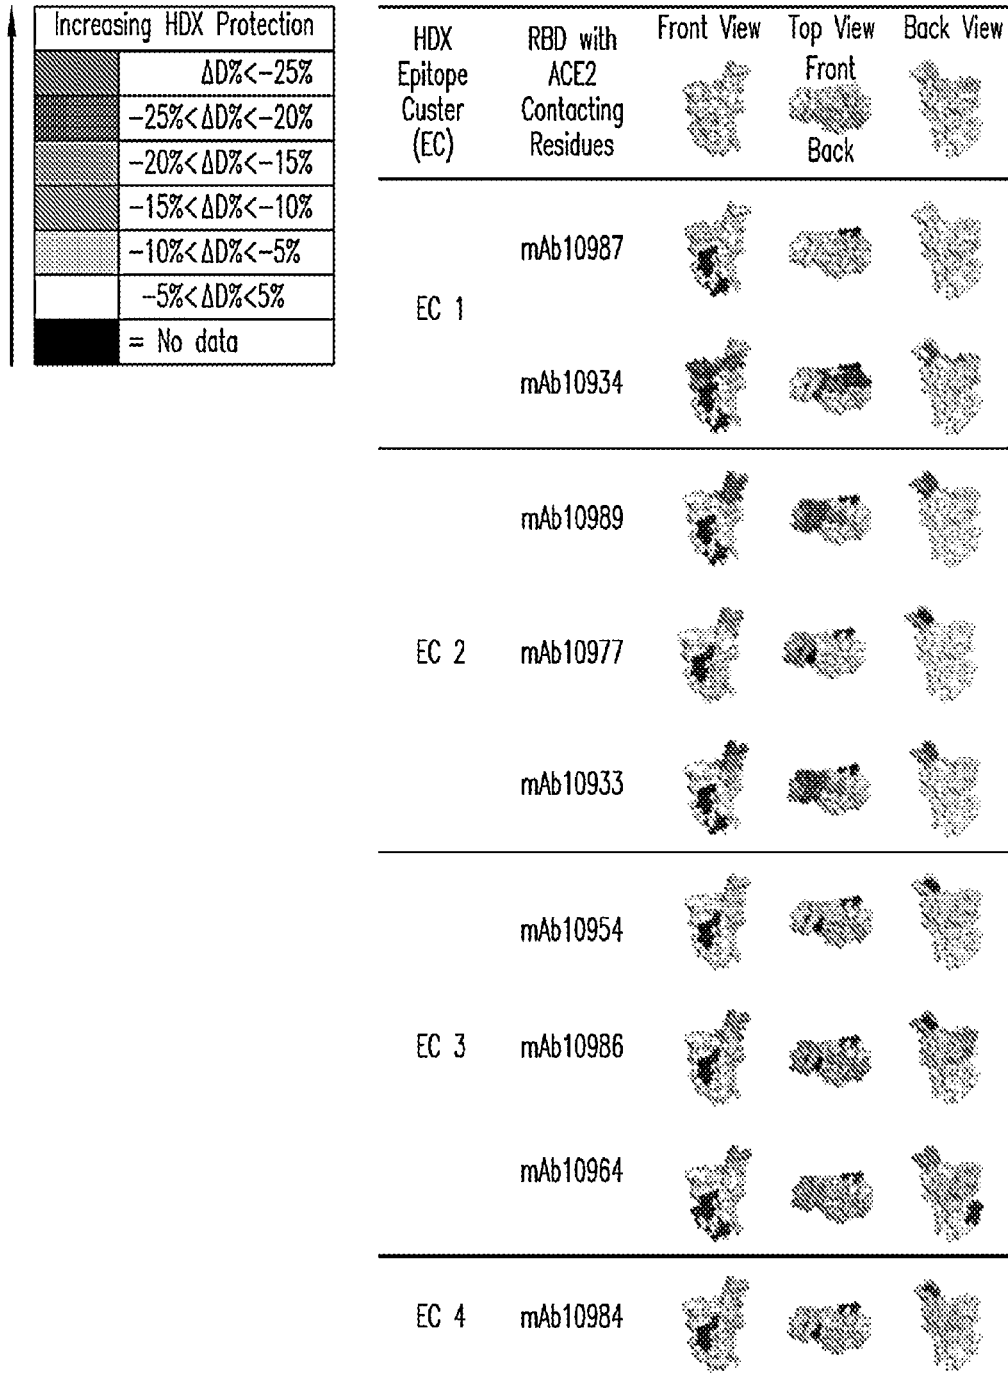 Increasing HDX Protection
ΔD%<-25%
-25%<ΔD%<-20%
-20%<ΔD%<-15%
-15%<ΔD%<-10%
-10%<ΔD%<-5%
-5%<ΔD%<5%
= No data
HDX
Epitope
Custer
(EC)
RBD with
ACE2
Contacting
Residues
Front View
Top View
Front
Back
Back View
EC 1
mAb10987
mAb10934
EC 2
mAb10989
mAb10977
mAb10933
EC 3
mAb10954
mAb10986
mAb10964
EC 4
mAb10984